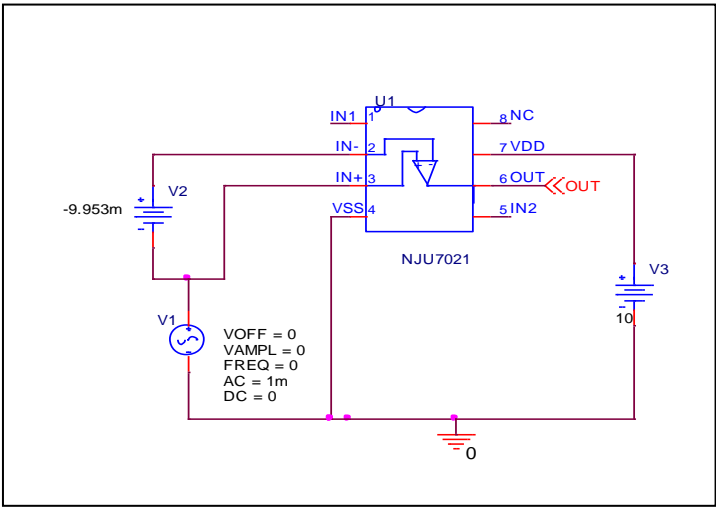 U1
IN1 1
8 NC
IN- 2
7 VDD
+ -
IN+ 3
6 OUT
OUT
VSS 4
5 IN2
NJU7021
+
V2
-9.953m
-
+
V3
-
10
V1
+
-
VOFF = 0
VAMPL = 0
FREQ = 0
AC = 1m
DC = 0
0